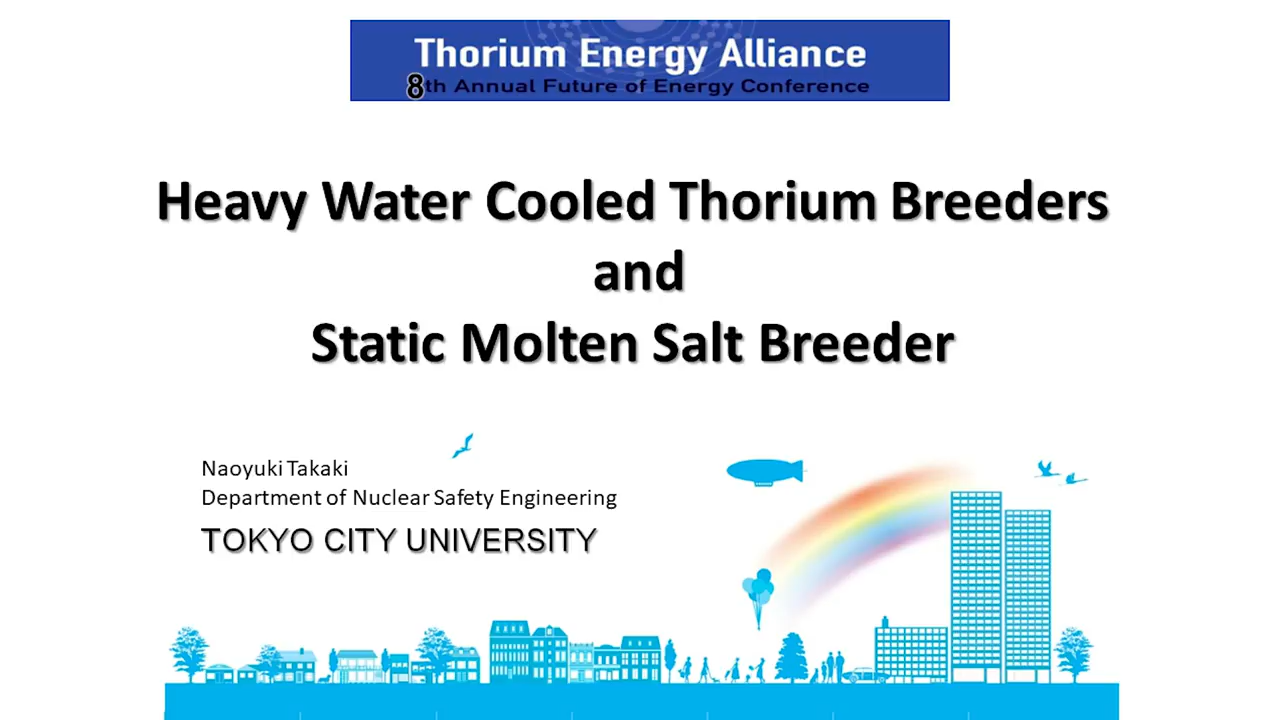 Thorium Energy Alliance
8th Annual Future of Energy Conference
Heavy Water Cooled Thorium Breeders
and
Static Molten Salt Breeder
Naoyuki Takaki
Department of Nuclear Safety Engineering
TOKYO CITY UNIVERSITY